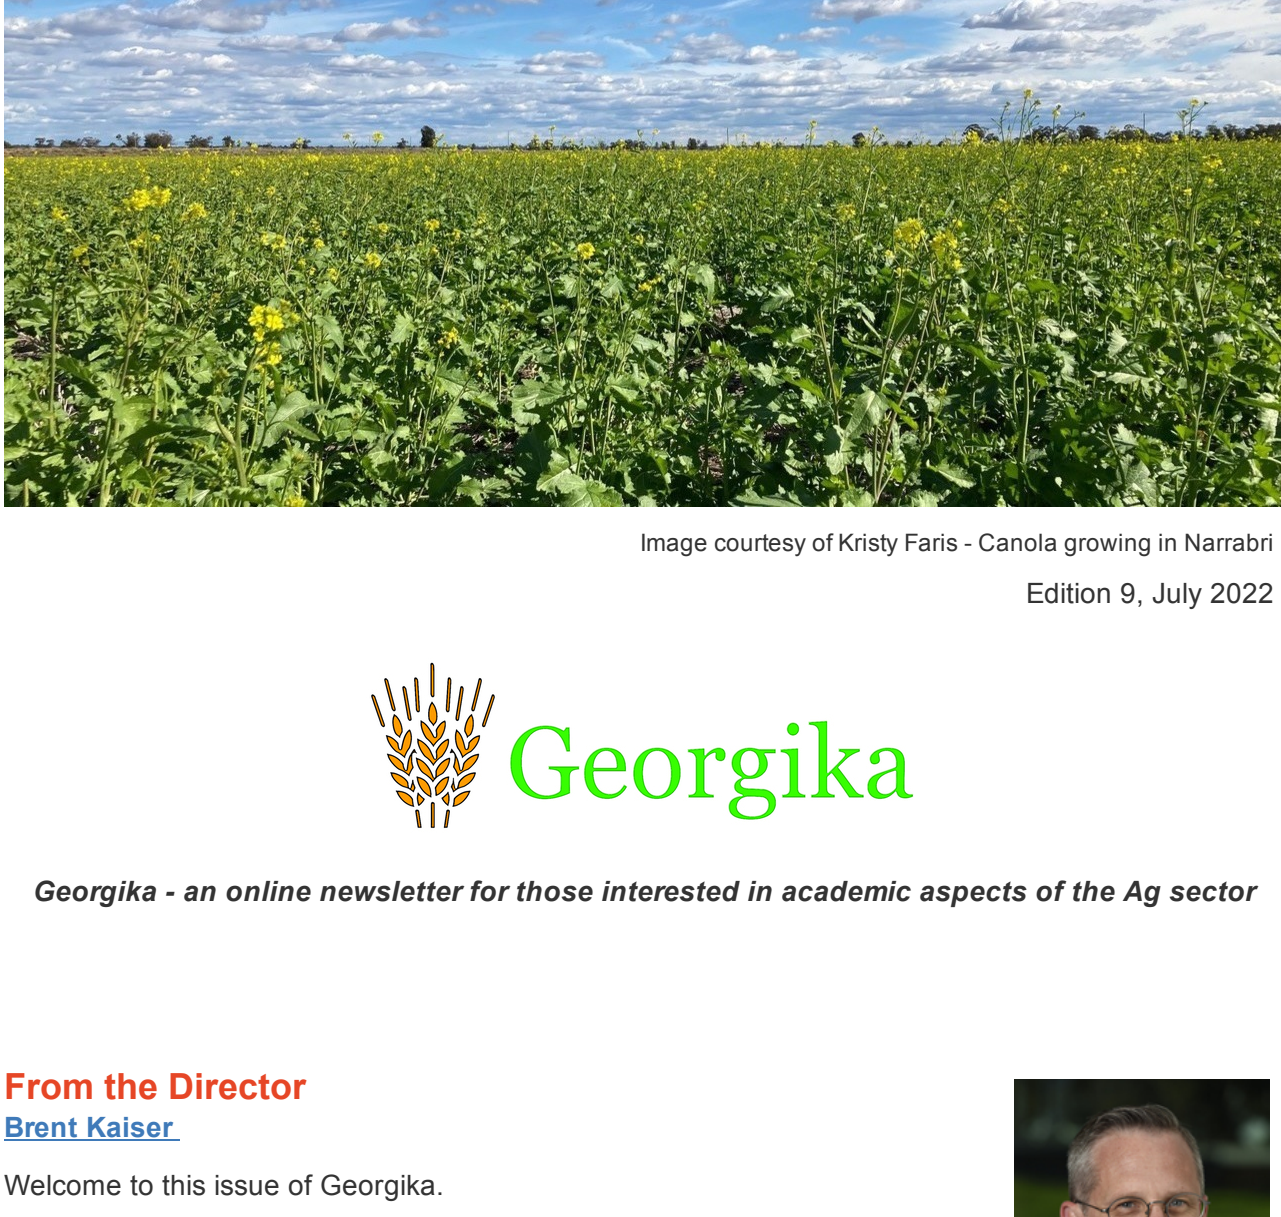 Image courtesy of Kristy Faris - Canola growing in Narrabri
Edition 9, July 2022
Georgika
Georgika - an online newsletter for those interested in academic aspects of the Ag sector
From the Director
Brent Kaiser
Welcome to this issue of Georgika.